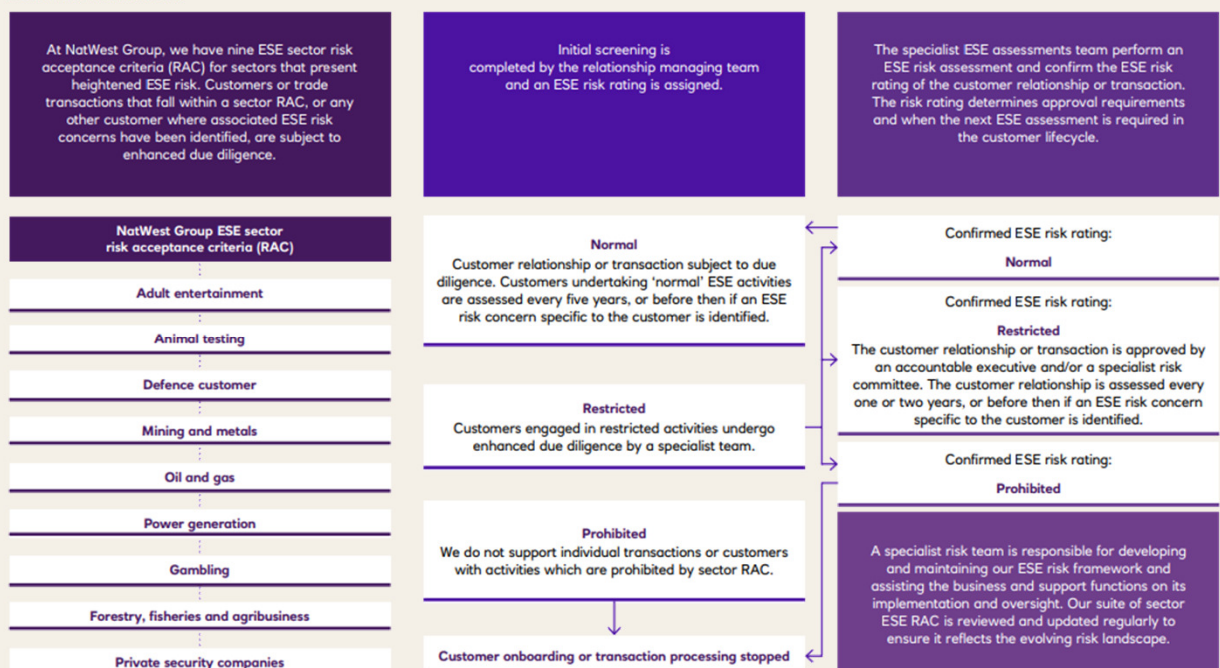 At NatWest Group, we have nine ESE sector risk
acceptance criteria (RAC) for sectors that present
heightened ESE risk. Customers or trade
transactions that fall within a sector RAC, or any
other customer where associated ESE risk
concerns have been identified, are subject to
enhanced due diligence.
NatWest Group ESE sector
risk acceptance criteria (RAC)
Adult entertainment
Animal testing
Defence customer
Mining and metals
Oil and gas
Power generation
Gambling
Forestry, fisheries and agribusiness
Private security companies
Initial screening is
completed by the relationship managing team
and an ESE risk rating is assigned.
Normal
Customer relationship or transaction subject to due
diligence. Customers undertaking ‘normal’ ESE activities
are assessed every five years, or before then if an ESE
risk concern specific to the customer is identified.
Restricted
Customers engaged in restricted activities undergo
enhanced due diligence by a specialist team.
Prohibited
We do not support individual transactions or customers
with activities which are prohibited by sector RAC.
Customer onboarding or transaction processing stopped
The specialist ESE assessments team perform an
ESE risk assessment and confirm the ESE risk
rating of the customer relationship or transaction.
The risk rating determines approval requirements
and when the next ESE assessment is required in
the customer lifecycle.
Confirmed ESE risk rating:
Normal
Confirmed ESE risk rating:
Restricted
The customer relationship or transaction is approved by
an accountable executive and/or a specialist risk
committee. The customer relationship is assessed every
one or two years, or before then if an ESE risk concern
specific to the customer is identified.
Confirmed ESE risk rating:
Prohibited
A specialist risk team is responsible for developing
and maintaining our ESE risk framework and
assisting the business and support functions on its
implementation and oversight. Our suite of sector
ESE RAC is reviewed and updated regularly to
ensure it reflects the evolving risk landscape.